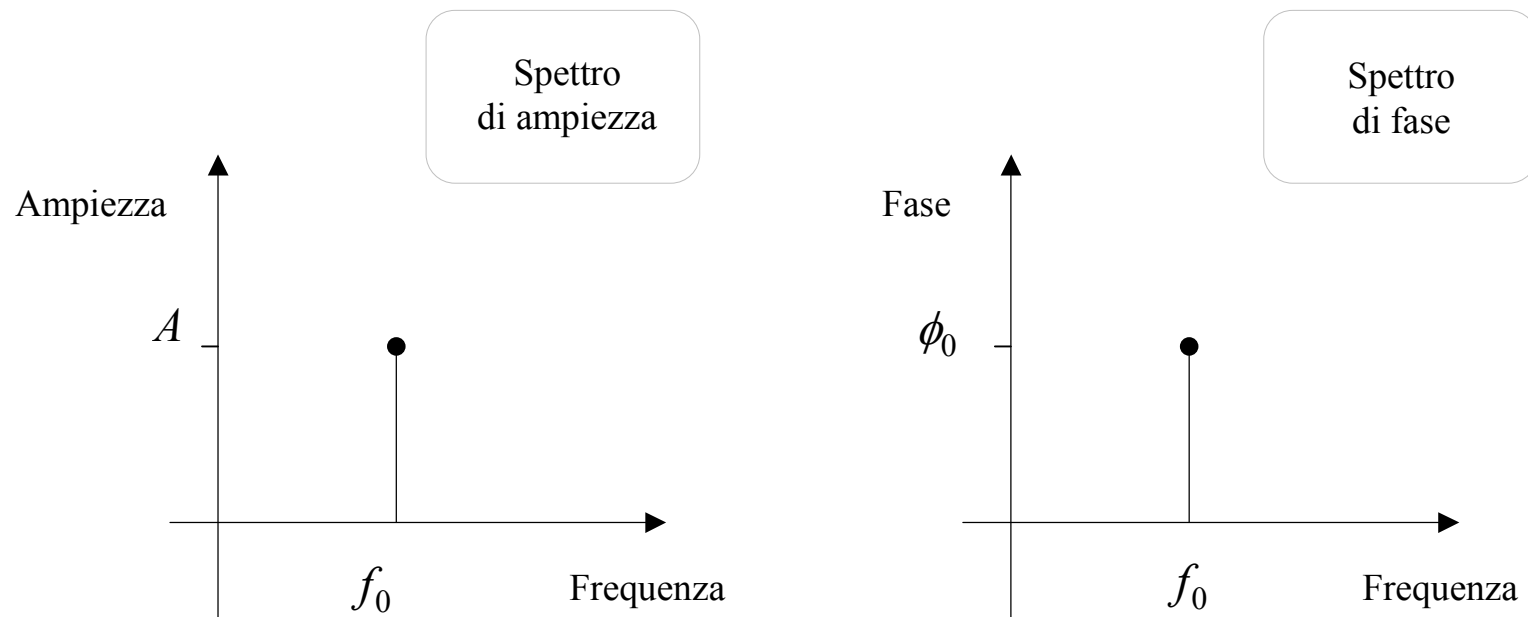 Spettro
di ampiezza
Ampiezza
A
f₀
Frequenza
Spettro
di fase
Fase
ϕ₀
f₀
Frequenza